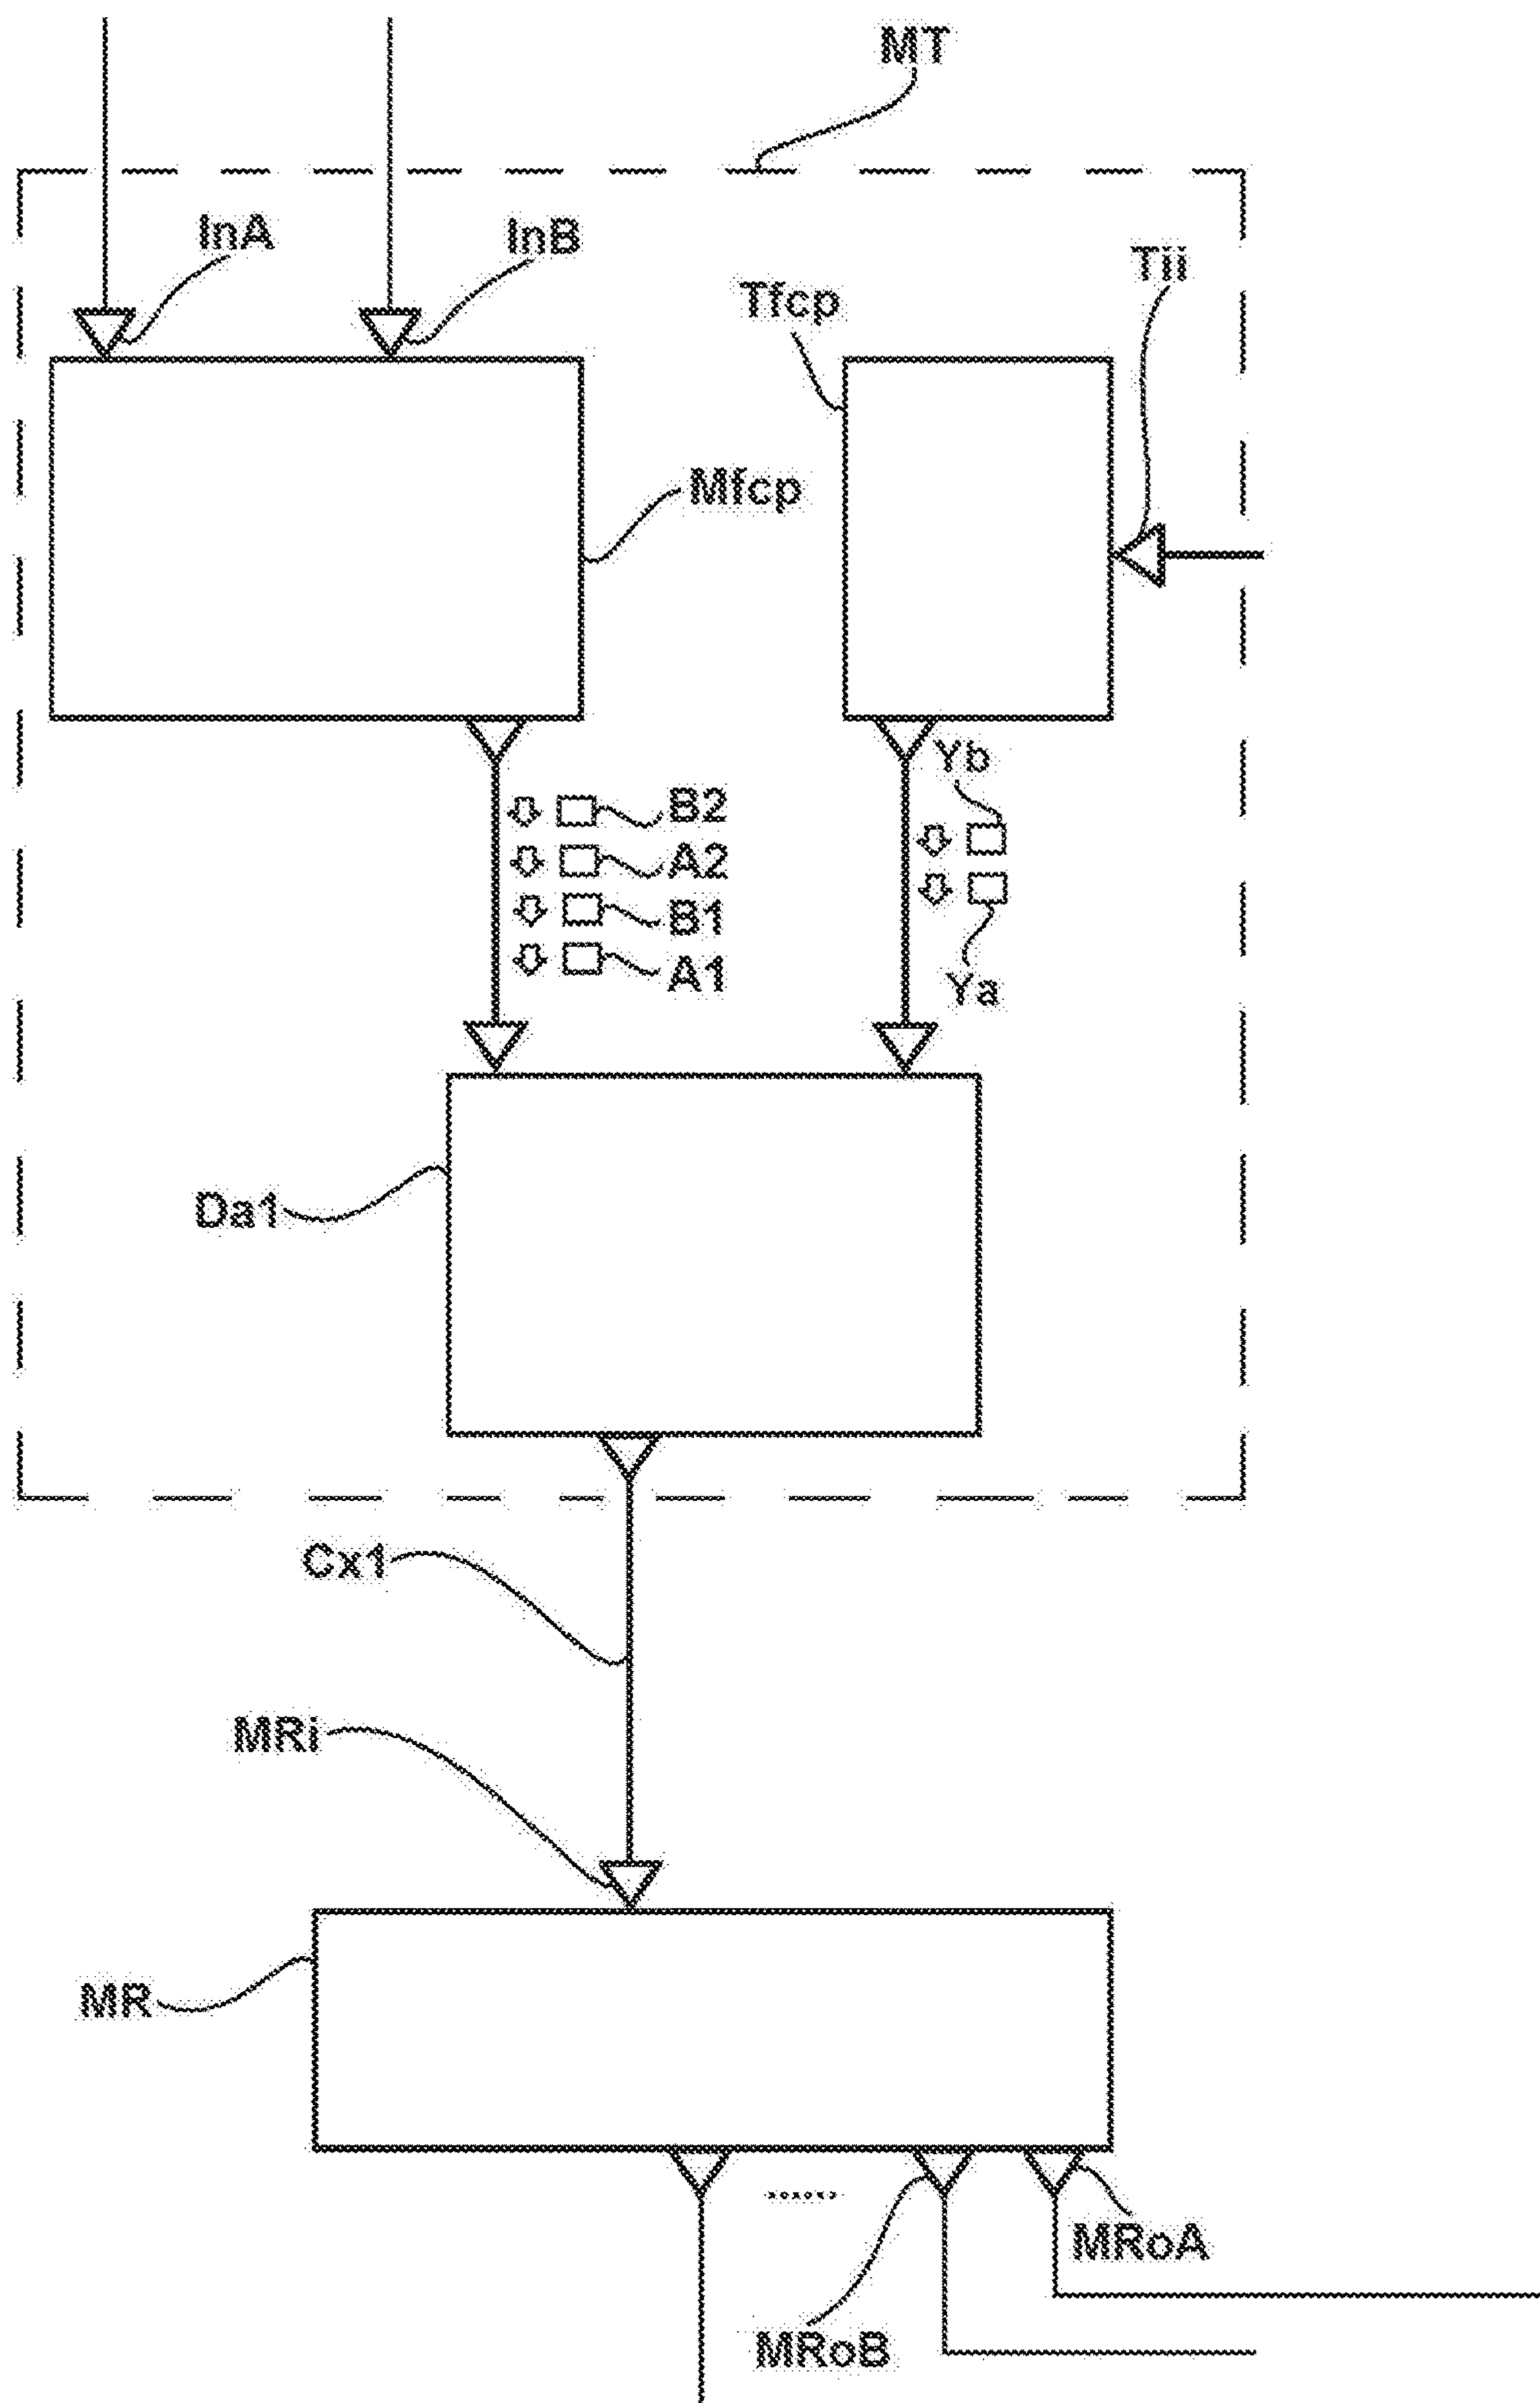 MT
InA
InB
Tii
Tfcp
Mfcp
Yb
B2
A2
B1
A1
Ya
Da1
Cx1
MRi
MR
MRoA
MRoB